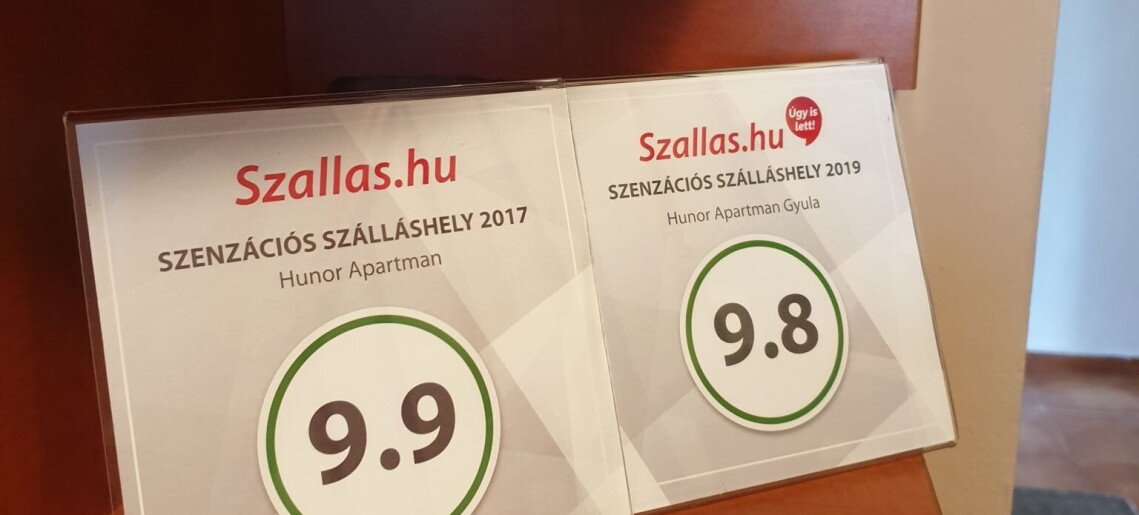 Szallas.hu
SZENZÁCIÓS SZÁLLÁSHELY 2017
Hunor Apartman
9.9
Szallas.hu
Úgy is
lett!
SZENZÁCIÓS SZÁLLÁSHELY 2019
Hunor Apartman Gyula
9.8